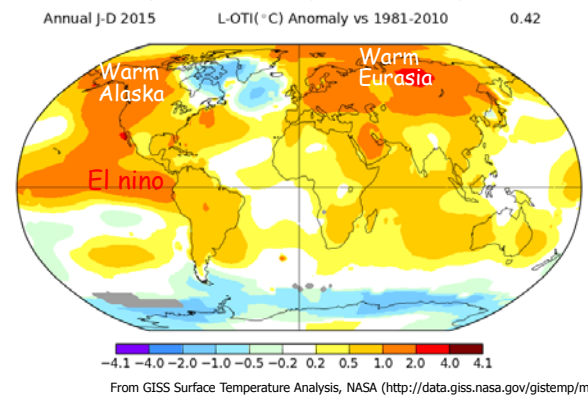 Annual J-D 2015 L-OTI(°C) Anomaly vs 1981-2010 0.42
Warm
Alaska
Warm
Eurasia
El nino
−4.1 −4.0 −2.0 −1.0 −0.5 −0.2 0.2 0.5 1.0 2.0 4.0 4.1
From GISS Surface Temperature Analysis, NASA (http://data.giss.nasa.gov/gistemp/m